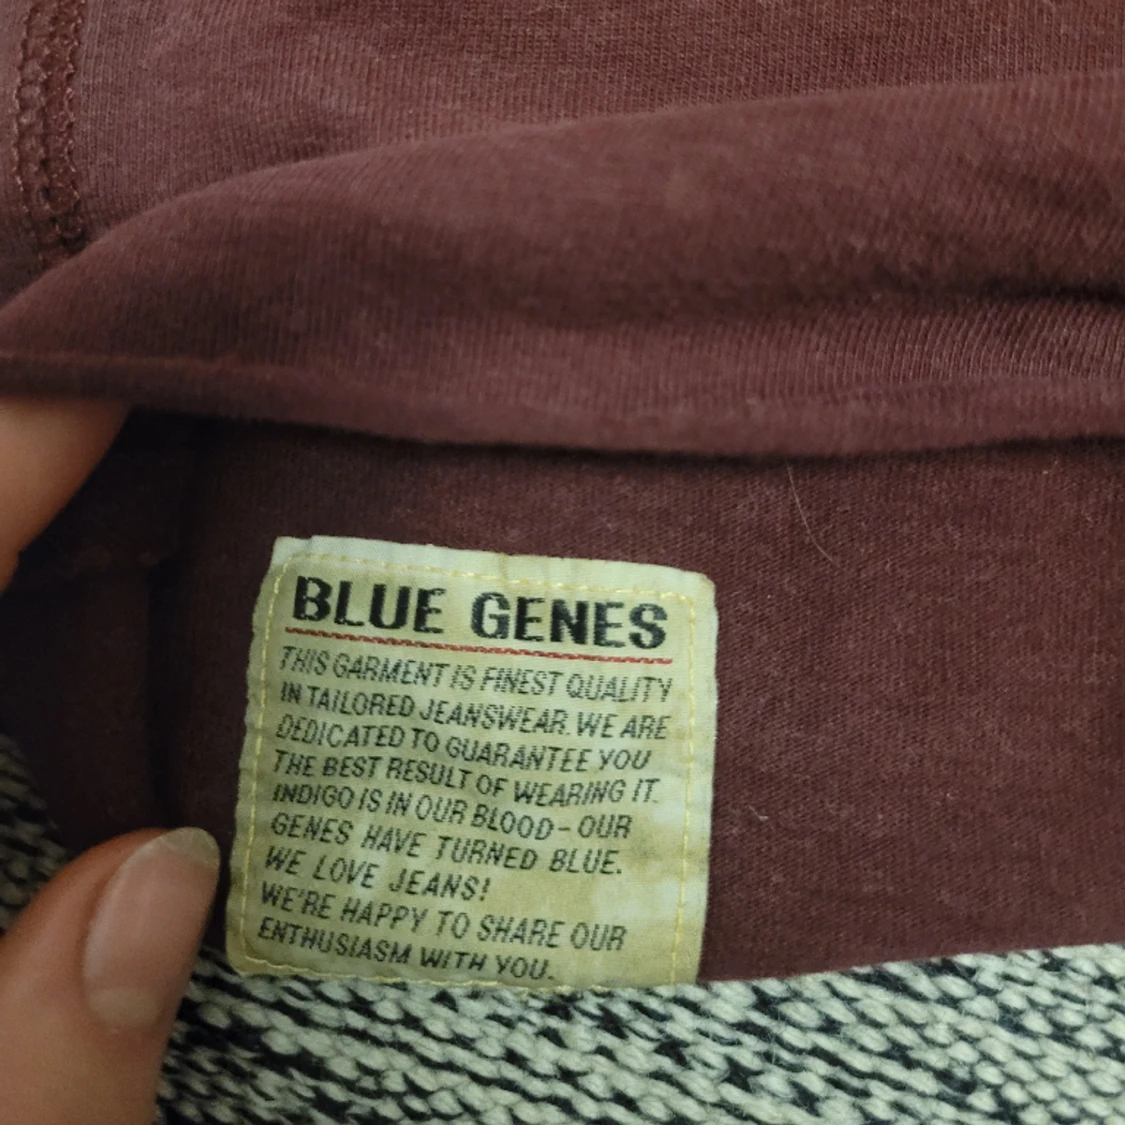 BLUE GENES
THIS GARMENT IS FINEST QUALITY
IN TAILORED JEANSWEAR. WE ARE
DEDICATED TO GUARANTEE YOU
THE BEST RESULT OF WEARING IT.
INDIGO IS IN OUR BLOOD - OUR
GENES HAVE TURNED BLUE.
WE LOVE JEANS!
WE'RE HAPPY TO SHARE OUR
ENTHUSIASM WITH YOU.